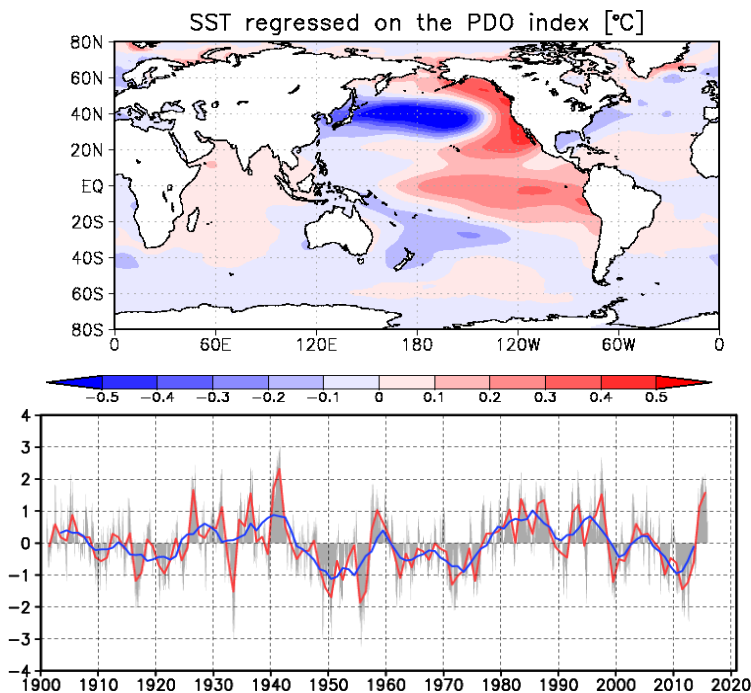 SST regressed on the PDO index [°C]
80N
60N
40N
20N
EQ
20S
40S
60S
80S
0 60E 120E 180 120W 60W 0
-0.5 -0.4 -0.3 -0.2 -0.1 0 0.1 0.2 0.3 0.4 0.5
4
3
2
1
0
-1
-2
-3
-4
1900 1910 1920 1930 1940 1950 1960 1970 1980 1990 2000 2010 2020